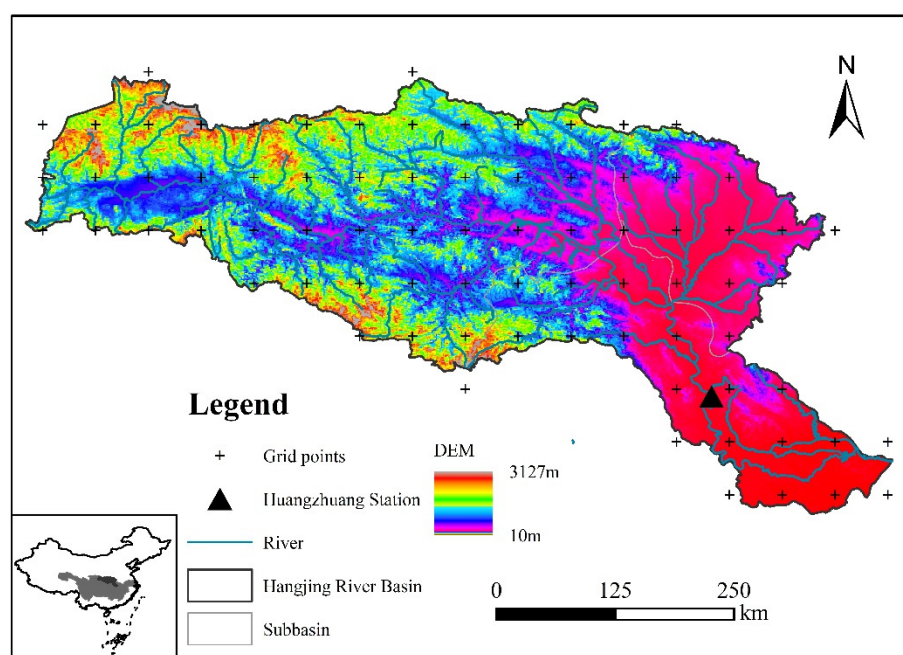 N
Legend
Grid points
Huangzhuang Station
River
Hangjing River Basin
Subbasin
DEM
3127m
10m
0 125 250
km